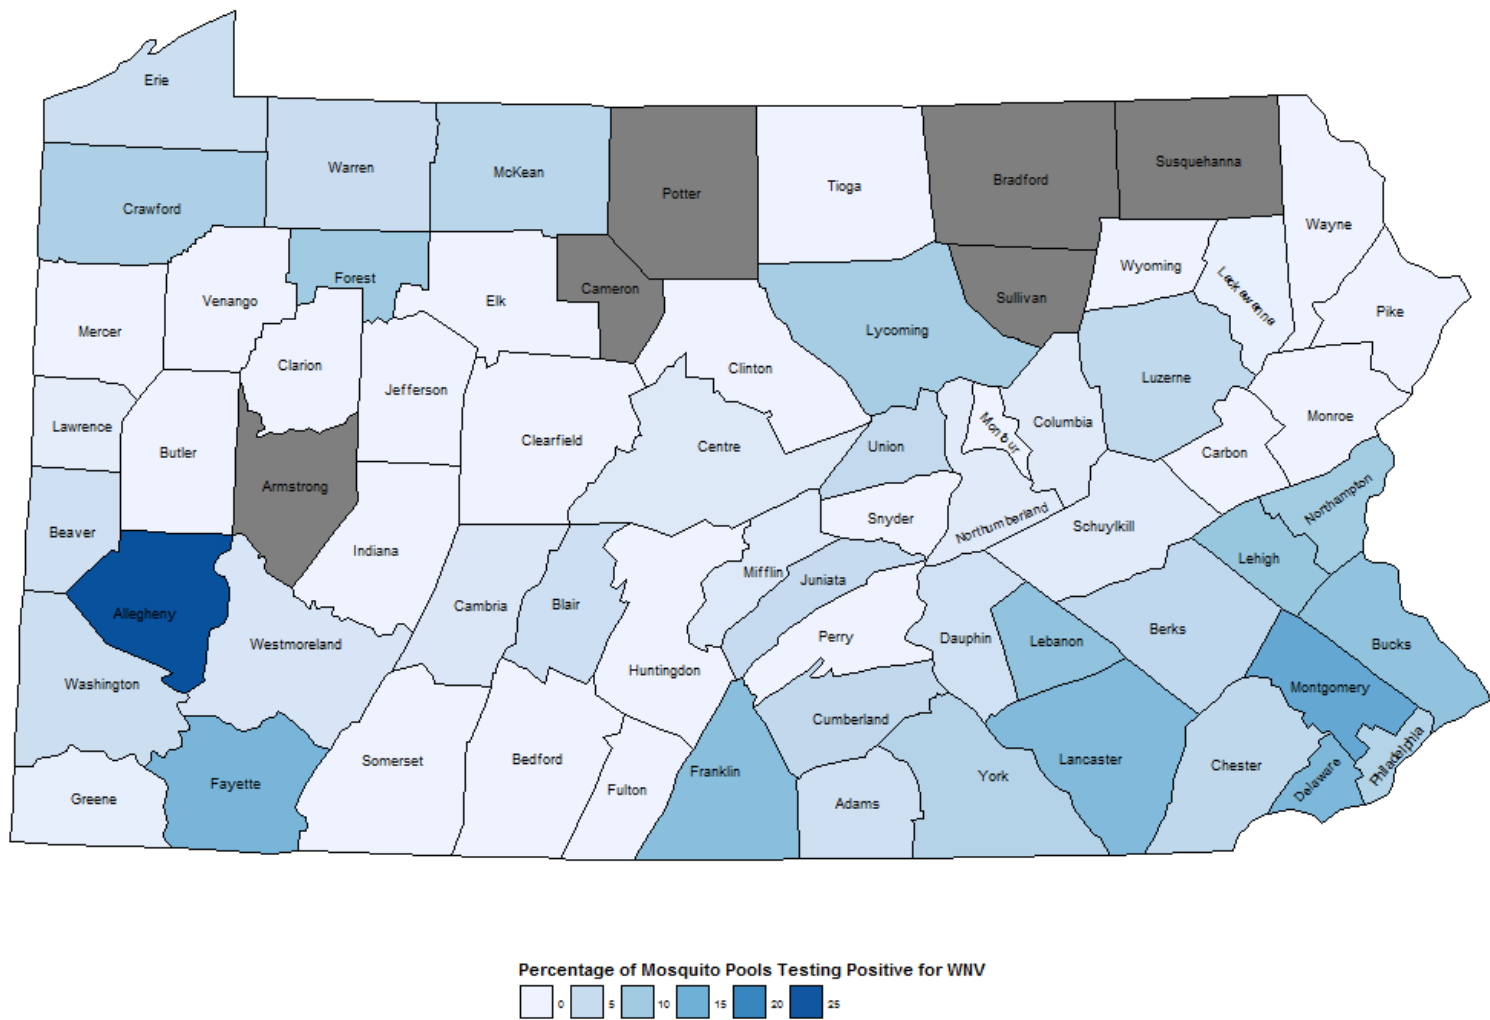 Erie
Warren
McKean
Potter
Tioga
Bradford
Susquehanna
Wayne
Crawford
Forest
Venango
Elk
Cameron
Sullivan
Wyoming
Lackawanna
Pike
Mercer
Clarion
Jefferson
Clinton
Lycoming
Luzerne
Monroe
Lawrence
Butler
Armstrong
Clearfield
Centre
Union
Montour
Columbia
Carbon
Northampton
Beaver
Indiana
Snyder
Northumberland
Schuylkill
Lehigh
Allegheny
Westmoreland
Cambria
Blair
Mifflin
Juniata
Perry
Dauphin
Lebanon
Berks
Bucks
Washington
Huntingdon
Montgomery
Greene
Fayette
Somerset
Bedford
Fulton
Franklin
Cumberland
Adams
York
Lancaster
Chester
Delaware
Philadelphia
Percentage of Mosquito Pools Testing Positive for WNV
0 5 10 15 20 25